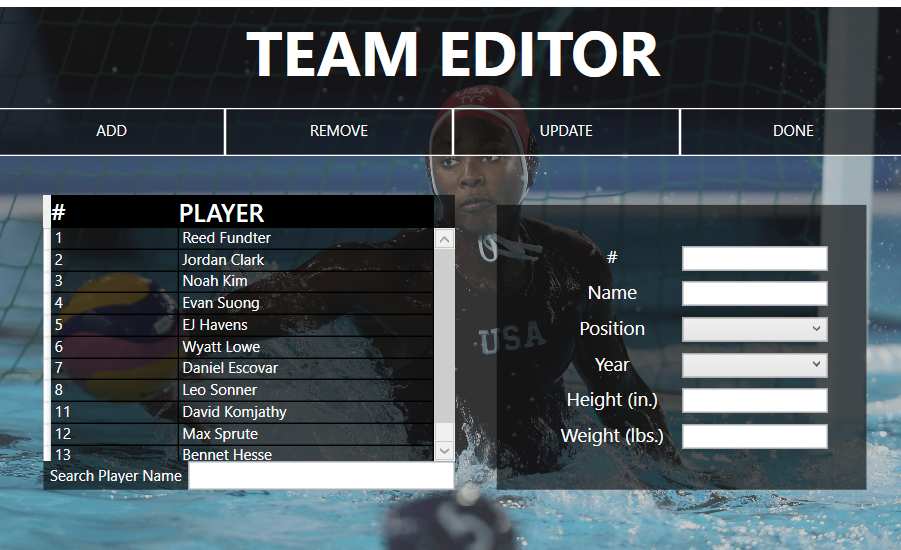 TEAM EDITOR
ADD REMOVE UPDATE DONE
USA
TYR
# PLAYER
1 Reed Fundter
2 Jordan Clark
3 Noah Kim
4 Evan Suong
5 EJ Havens
6 Wyatt Lowe
7 Daniel Escovar
8 Leo Sonner
11 David Komjathy
12 Max Sprute
13 Bennet Hesse
Search Player Name
USA
#
Name
Position
Year
Height (in.)
Weight (lbs.)